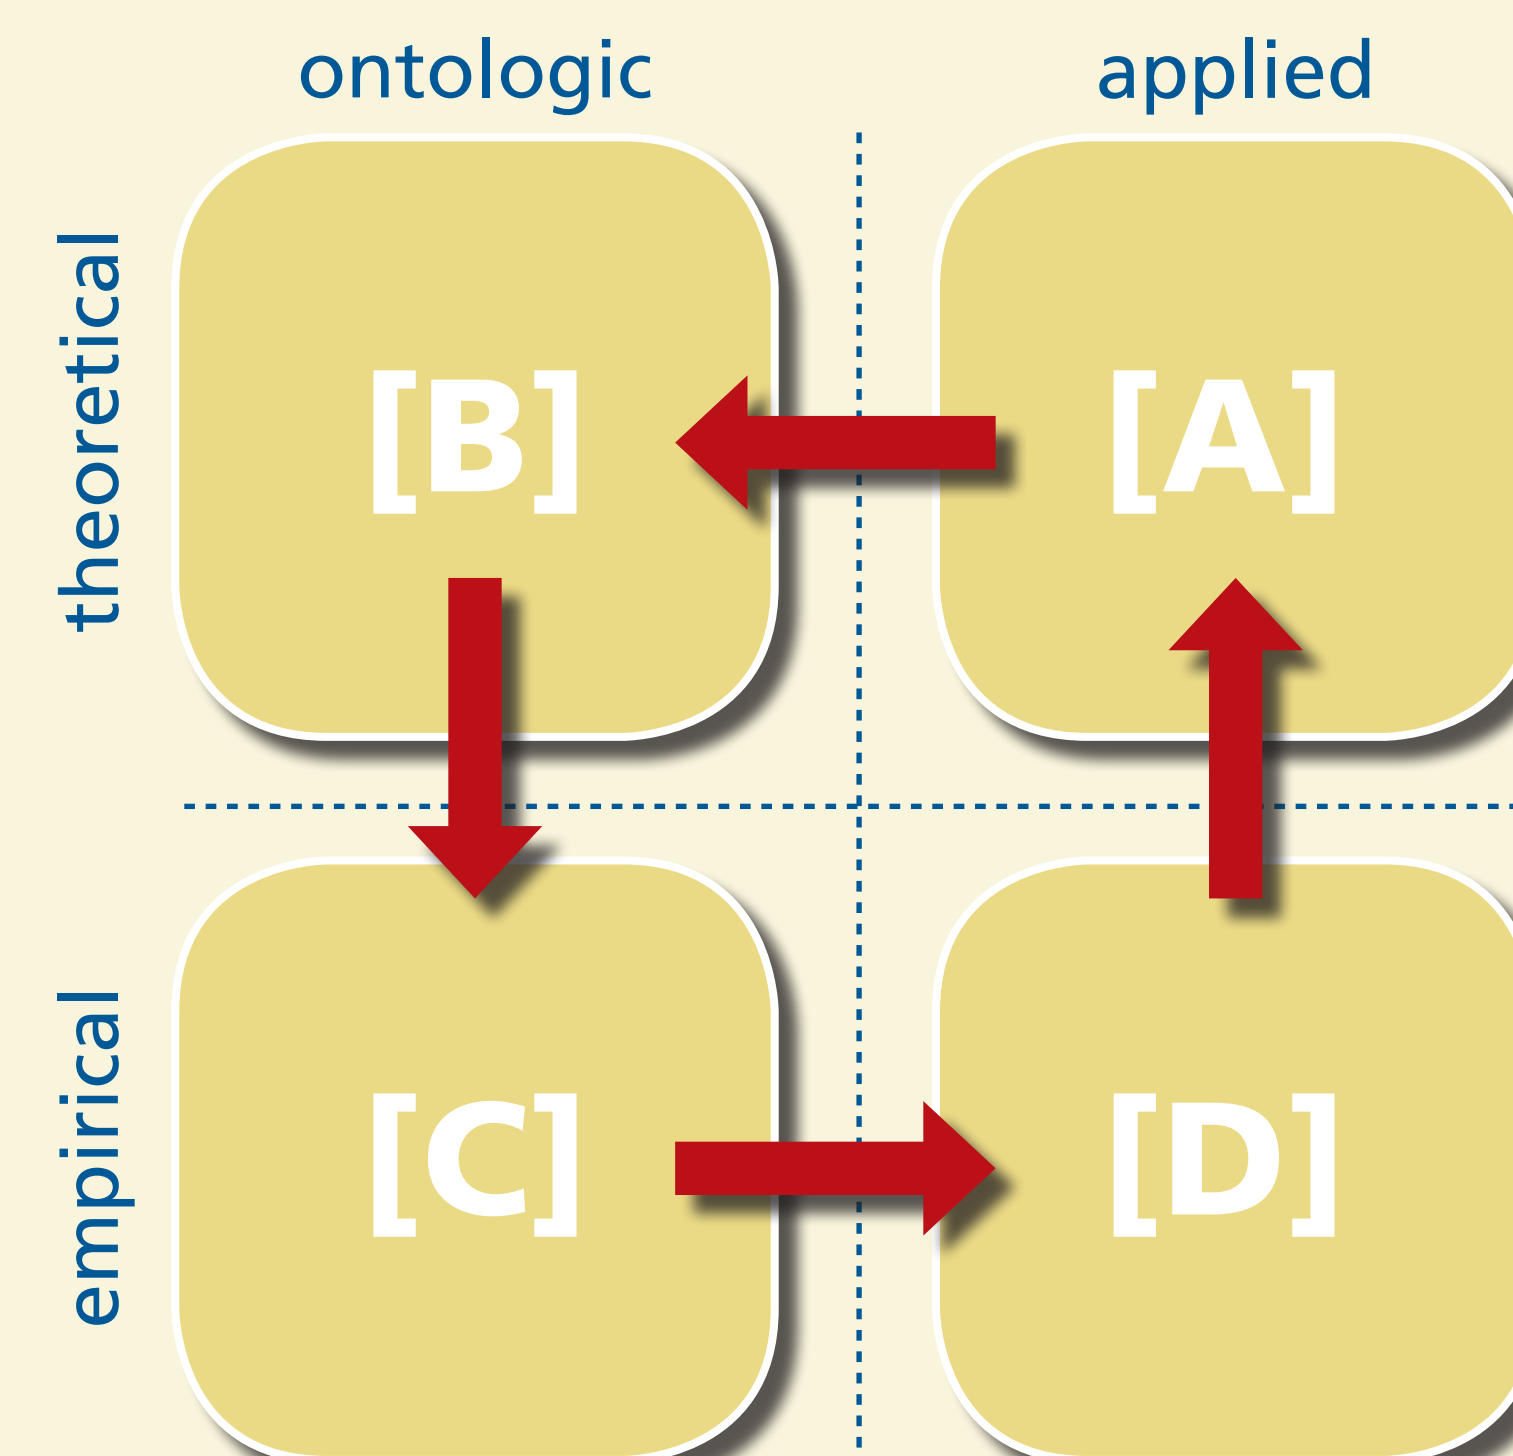 ontologic
applied
theoretical
[B]
[A]
empirical
[C]
[D]